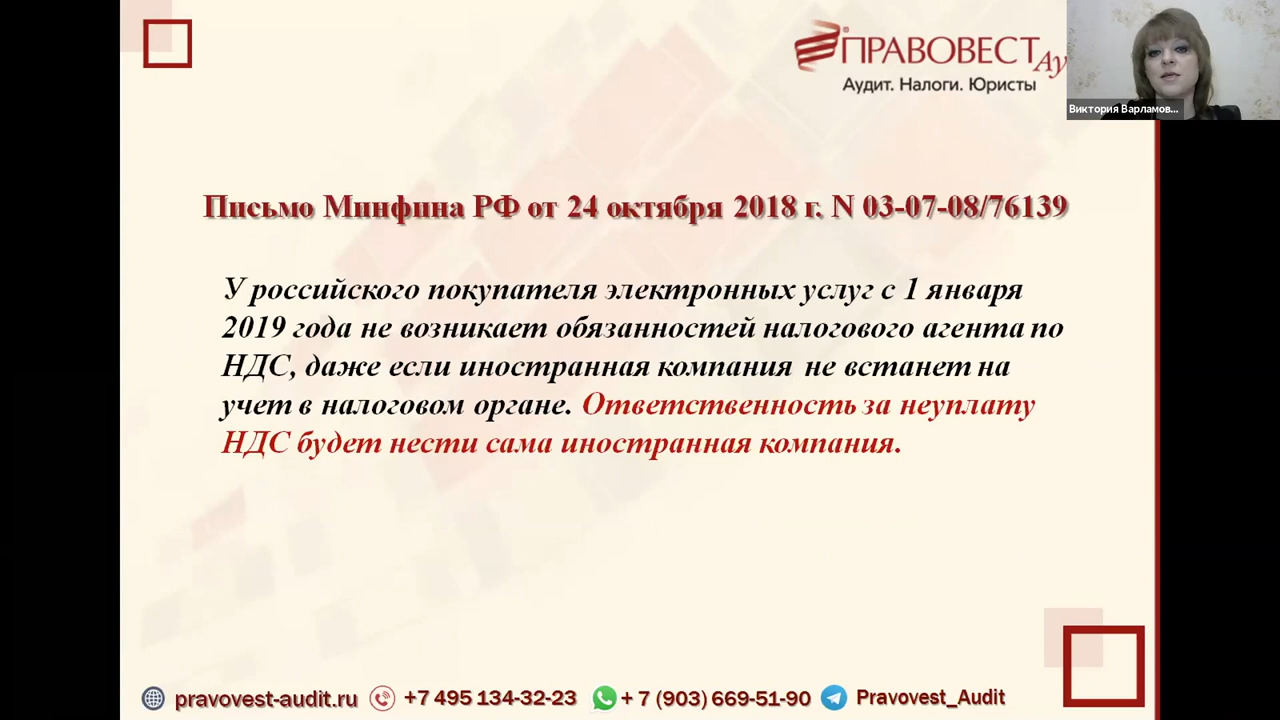 ПРАВОВЕСТ Ау
Аудит. Налоги. Юристы
Виктория Варламов...
Письмо Минфина РФ от 24 октября 2018 г. N 03-07-08/76139
У российского покупателя электронных услуг с 1 января
2019 года не возникает обязанностей налогового агента по
НДС, даже если иностранная компания не встанет на
учет в налоговом органе. Ответственность за неуплату
НДС будет нести сама иностранная компания.
pravovest-audit.ru +7 495 134-32-23 + 7 (903) 669-51-90 Pravovest_Audit